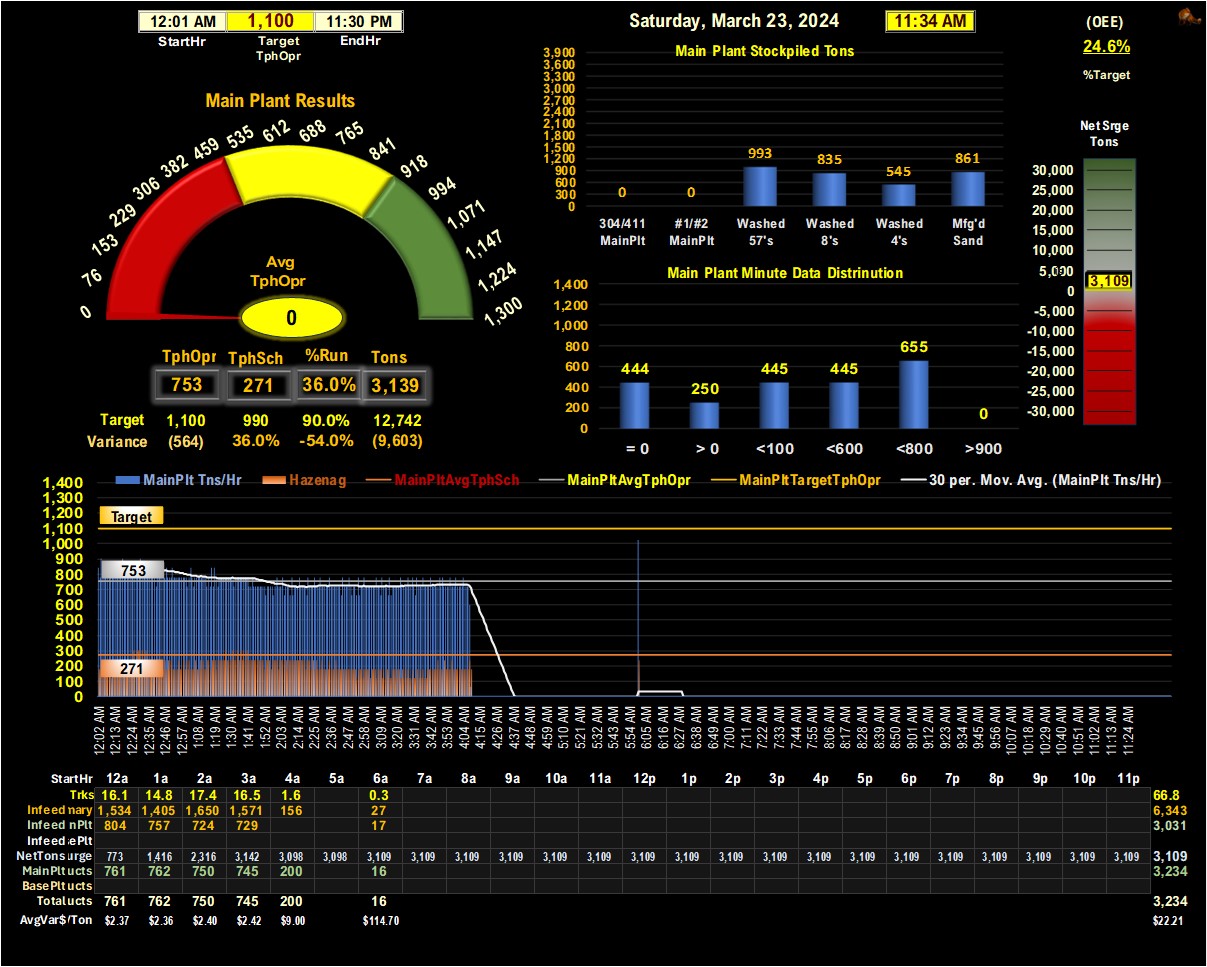 12:01 AM 1,100 11:30 PM
StartHr Target TphOpr EndHr
Saturday, March 23, 2024 11:34 AM
(OEE)
24.6%
%Target
Main Plant Results
0 76 153 229 306 382 459 535 612 688 765 841 918 994 1,071 1,147 1,224 1,300
Avg
TphOpr
0
TphOpr TphSch %Run Tons
753 271 36.0% 3,139
Target 1,100 990 90.0% 12,742
Variance (564) 36.0% -54.0% (9,603)
Main Plant Stockpiled Tons
3,900
3,600
3,300
3,000
2,700
2,400
2,100
1,800
1,500
1,200
900
600
300
0
0 0 993 835 545 861
304/411 #1/#2 Washed Washed Washed Mfg'd
MainPlt MainPlt 57's 8's 4's Sand
Main Plant Minute Data Distrinution
1,400
1,200
1,000
800
600
400
200
0
444 250 445 445 655 0
= 0 > 0 <100 <600 <800 >900
Net Srge
Tons
30,000
25,000
20,000
15,000
10,000
5,000
0
-5,000
-10,000
-15,000
-20,000
-25,000
-30,000
3,109
MainPlt Tns/Hr Hazenag MainPltAvgTphSch MainPltAvgTphOpr MainPltTargetTphOpr 30 per. Mov. Avg. (MainPlt Tns/Hr)
1,400
1,300
1,200
1,100
1,000
900
800
700
600
500
400
300
200
100
0
Target
753
271
12:02 AM 12:13 AM 12:24 AM 12:35 AM 12:46 AM 12:57 AM 1:08 AM 1:19 AM 1:30 AM 1:41 AM 1:52 AM 2:03 AM 2:14 AM 2:25 AM 2:36 AM 2:47 AM 2:58 AM 3:09 AM 3:20 AM 3:31 AM 3:42 AM 3:53 AM 4:04 AM 4:15 AM 4:26 AM 4:37 AM 4:48 AM 4:59 AM 5:10 AM 5:21 AM 5:32 AM 5:43 AM 5:54 AM 6:05 AM 6:16 AM 6:27 AM 6:38 AM 6:49 AM 7:00 AM 7:11 AM 7:22 AM 7:33 AM 7:44 AM 7:55 AM 8:06 AM 8:17 AM 8:28 AM 8:39 AM 8:50 AM 9:01 AM 9:12 AM 9:23 AM 9:34 AM 9:45 AM 9:56 AM 10:07 AM 10:18 AM 10:29 AM 10:40 AM 10:51 AM 11:02 AM 11:13 AM 11:24 AM
StartHr 12a 1a 2a 3a 4a 5a 6a 7a 8a 9a 10a 11a 12p 1p 2p 3p 4p 5p 6p 7p 8p 9p 10p 11p
Trks 16.1 14.8 17.4 16.5 1.6 0.3 66.8
Infeed nary 1,534 1,405 1,650 1,571 156 27 6,343
Infeed nPlt 804 757 724 729 17 3,031
Infeed ePlt
NetTons urge 773 1,416 2,316 3,142 3,098 3,098 3,109 3,109 3,109 3,109 3,109 3,109 3,109 3,109 3,109 3,109 3,109 3,109 3,109 3,109 3,109 3,109 3,109 3,109 3,109
MainPlt ucts 761 762 750 745 200 16 3,234
BasePlt ucts
Total ucts 761 762 750 745 200 16 3,234
AvgVar$/Ton $2.37 $2.36 $2.40 $2.42 $9.00 $114.70 $22.21